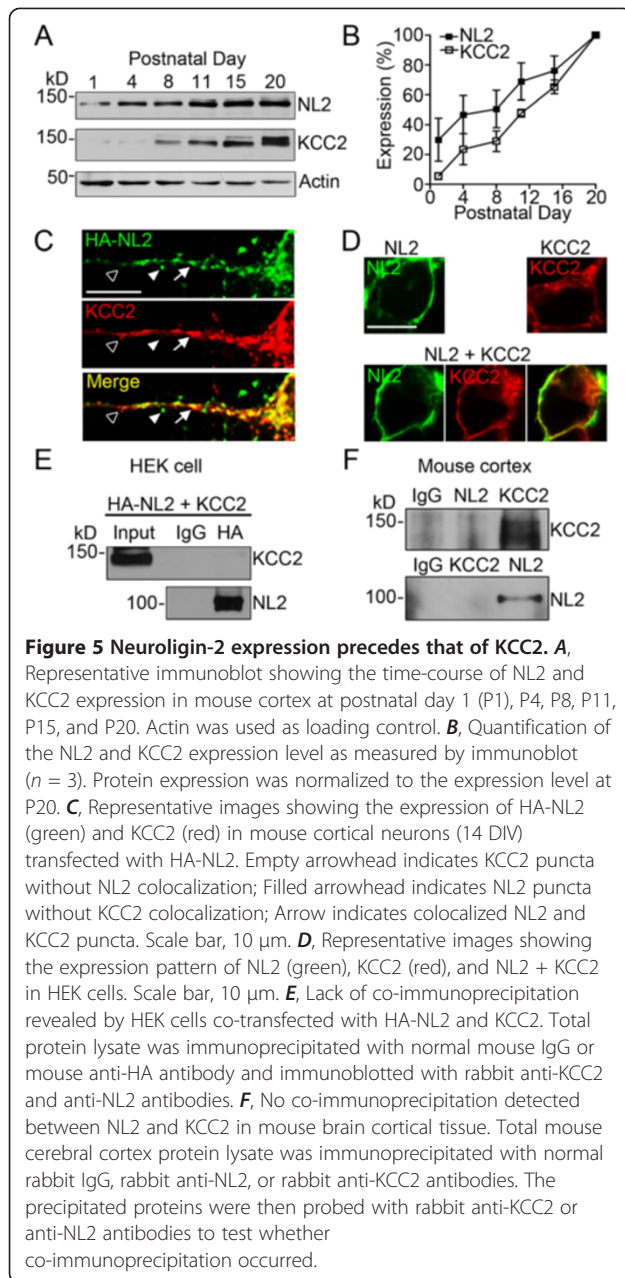 A
Postnatal Day
kD 1 4 8 11 15 20
150 NL2
150 KCC2
50 Actin
B
NL2
KCC2
Expression (%)
100
80
60
40
20
0
0 4 8 12 16 20
Postnatal Day
C
HA-NL2
KCC2
Merge
D
NL2 KCC2
NL2 KCC2
NL2 + KCC2
NL2 KCC2
E
HEK cell
HA-NL2 + KCC2
kD Input IgG HA
150 KCC2
100 NL2
F
Mouse cortex
kD IgG NL2 KCC2
150 KCC2
IgG KCC2 NL2
100 NL2
Figure 5 Neuroligin-2 expression precedes that of KCC2. A,
Representative immunoblot showing the time-course of NL2 and
KCC2 expression in mouse cortex at postnatal day 1 (P1), P4, P8, P11,
P15, and P20. Actin was used as loading control. B, Quantification of
the NL2 and KCC2 expression level as measured by immunoblot
(n = 3). Protein expression was normalized to the expression level at
P20. C, Representative images showing the expression of HA-NL2
(green) and KCC2 (red) in mouse cortical neurons (14 DIV)
transfected with HA-NL2. Empty arrowhead indicates KCC2 puncta
without NL2 colocalization; Filled arrowhead indicates NL2 puncta
without KCC2 colocalization; Arrow indicates colocalized NL2 and
KCC2 puncta. Scale bar, 10 μm. D, Representative images showing
the expression pattern of NL2 (green), KCC2 (red), and NL2 + KCC2
in HEK cells. Scale bar, 10 μm. E, Lack of co-immunoprecipitation
revealed by HEK cells co-transfected with HA-NL2 and KCC2. Total
protein lysate was immunoprecipitated with normal mouse IgG or
mouse anti-HA antibody and immunoblotted with rabbit anti-KCC2
and anti-NL2 antibodies. F, No co-immunoprecipitation detected
between NL2 and KCC2 in mouse brain cortical tissue. Total mouse
cerebral cortex protein lysate was immunoprecipitated with normal
rabbit IgG, rabbit anti-NL2, or rabbit anti-KCC2 antibodies. The
precipitated proteins were then probed with rabbit anti-KCC2 or
anti-NL2 antibodies to test whether
co-immunoprecipitation occurred.